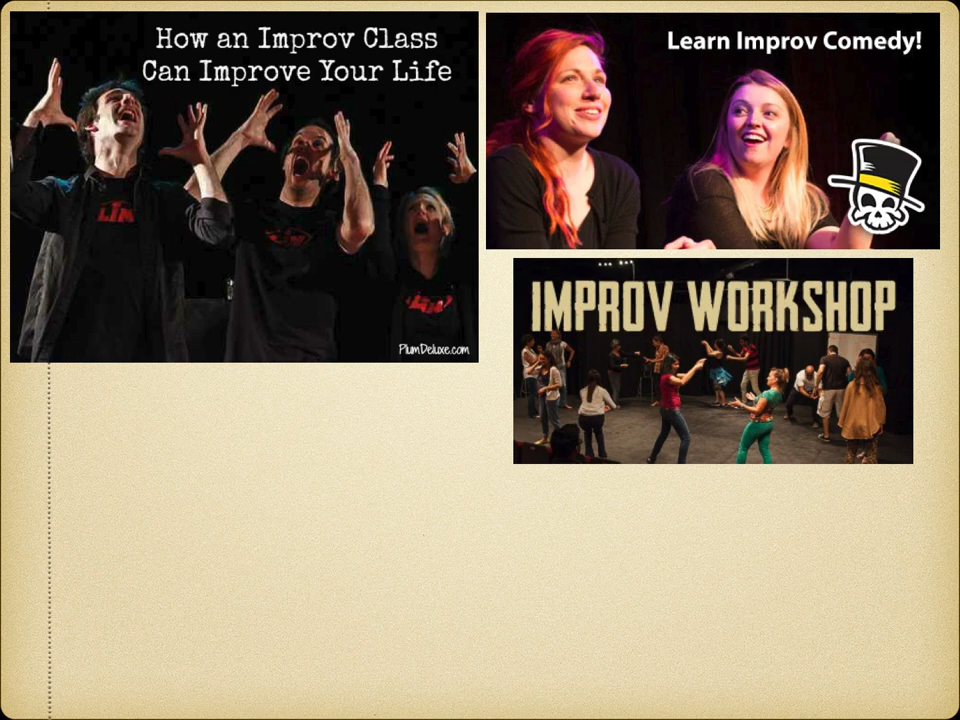 How an Improv Class
Can Improve Your Life
PlumDeluxe.com
Learn Improv Comedy!
IMPROV WORKSHOP